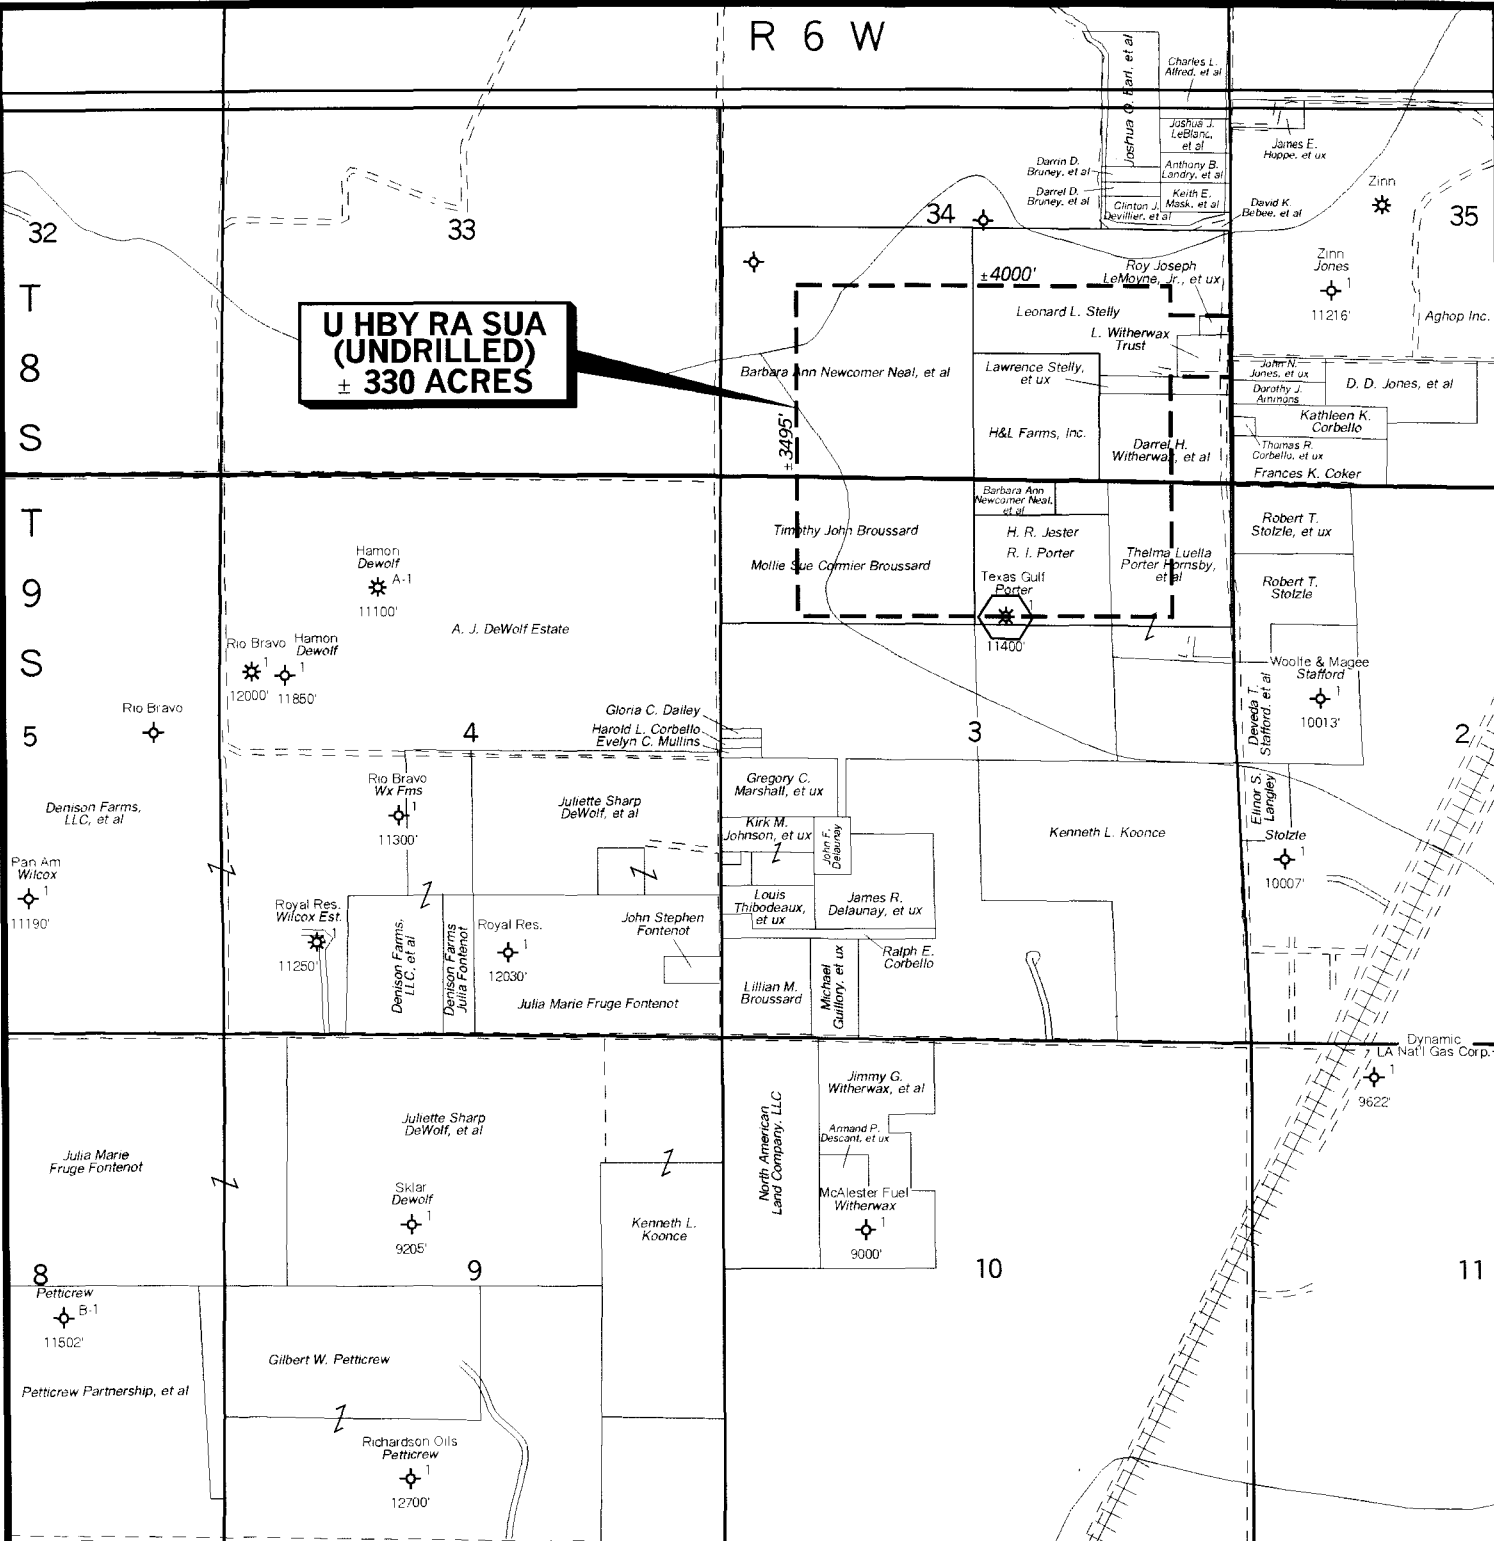 R 6 W
Charles L.
Alfred, et al
Joshua O. Earl, et al
Joshua J.
LeBlanc,
et al
James E.
Hoppe, et ux
Darrin D.
Bruney, et al
Anthony B.
Landry, et al
Darrel D.
Bruney, et al
Keith E.
Mask, et al
Clinton J.
Devillier, et al
David K.
Bebee, et al
Zinn
32
33
34
35
T
8
S
Zinn
Jones
1
11216'
Aghop Inc.
±4000'
Roy Joseph
LeMoyne, Jr., et ux
Leonard L. Stelly
L. Witherwax
Trust
U HBY RA SUA
(UNDRILLED)
± 330 ACRES
Barbara Ann Newcomer Neal, et al
Lawrence Stelly,
et ux
John N.
Jones, et ux
D. D. Jones, et al
Dorothy J.
Ammons
Kathleen K.
Corbello
±3495'
H&L Farms, Inc.
Darrel H.
Witherwax, et al
Thomas R.
Corbello, et ux
Frances K. Coker
T
9
S
5
Barbara Ann
Newcomer Neal,
et al
Timothy John Broussard
Mollie Sue Cormier Broussard
H. R. Jester
R. I. Porter
Thelma Luella
Porter Hornsby,
et al
Robert T.
Stolzle, et ux
Robert T.
Stolzle
Texas Gulf
Porter
1
11400'
Hamon
Dewolf
A-1
11100'
A. J. DeWolf Estate
Rio Bravo
1
12000'
Hamon
Dewolf
1
11850'
Rio Bravo
Woolfe & Magee
Stafford
1
10013'
Deveda T.
Stafford, et al
Gloria C. Dailey
Harold L. Corbello
Evelyn C. Mullins
4
3
2
Denison Farms,
LLC, et al
Rio Bravo
Wx Fms
1
11300'
Juliette Sharp
DeWolf, et al
Gregory C.
Marshall, et ux
Kirk M.
Johnson, et ux
John F.
Delaunay
Kenneth L. Koonce
Elinor S.
Langley
Stolzle
1
10007'
Pan Am
Wilcox
1
11190'
Royal Res.
Wilcox Est.
1
11250'
Denison Farms,
LLC, et al
Denison Farms
Julia Fontenot
Royal Res.
1
12030'
John Stephen
Fontenot
Julia Marie Fruge Fontenot
Louis
Thibodeaux,
et ux
James R.
Delaunay, et ux
Ralph E.
Corbello
Lillian M.
Broussard
Michael
Guillory, et ux
Dynamic
LA Nat'l Gas Corp.
1
9622'
Julia Marie
Fruge Fontenot
Juliette Sharp
DeWolf, et al
Sklar
Dewolf
1
9205'
Kenneth L.
Koonce
North American
Land Company, LLC
Jimmy G.
Witherwax, et al
Armand P.
Descant, et ux
McAlester Fuel
Witherwax
1
9000'
8
9
10
11
Petticrew
B-1
11502'
Petticrew Partnership, et al
Gilbert W. Petticrew
Richardson Oils
Petticrew
1
12700'